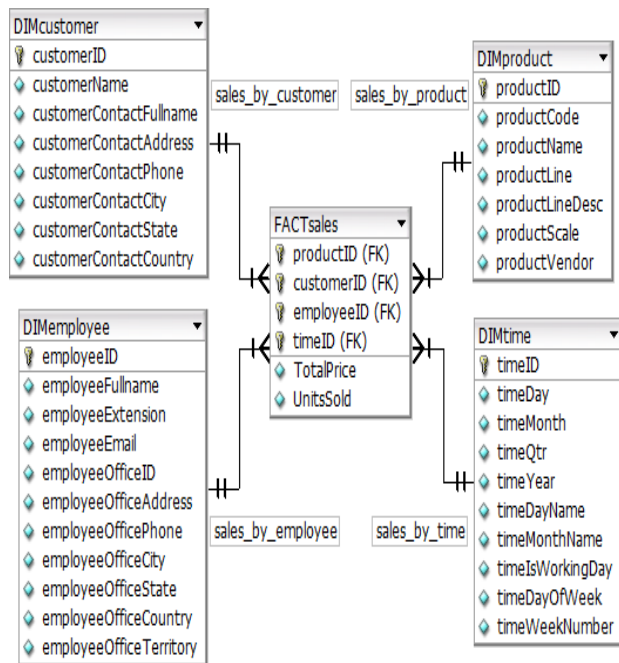 DIMcustomer
customerID
customerName
customerContactFullname
customerContactAddress
customerContactPhone
customerContactCity
customerContactState
customerContactCountry
sales_by_customer
sales_by_product
DIMproduct
productID
productCode
productName
productLine
productLineDesc
productScale
productVendor
FACTsales
productID (FK)
customerID (FK)
employeeID (FK)
timeID (FK)
TotalPrice
UnitsSold
DIMemployee
employeeID
employeeFullname
employeeExtension
employeeEmail
employeeOfficeID
employeeOfficeAddress
employeeOfficePhone
employeeOfficeCity
employeeOfficeState
employeeOfficeCountry
employeeOfficeTerritory
sales_by_employee
sales_by_time
DIMtime
timeID
timeDay
timeMonth
timeQtr
timeYear
timeDayName
timeMonthName
timeIsWorkingDay
timeDayOfWeek
timeWeekNumber